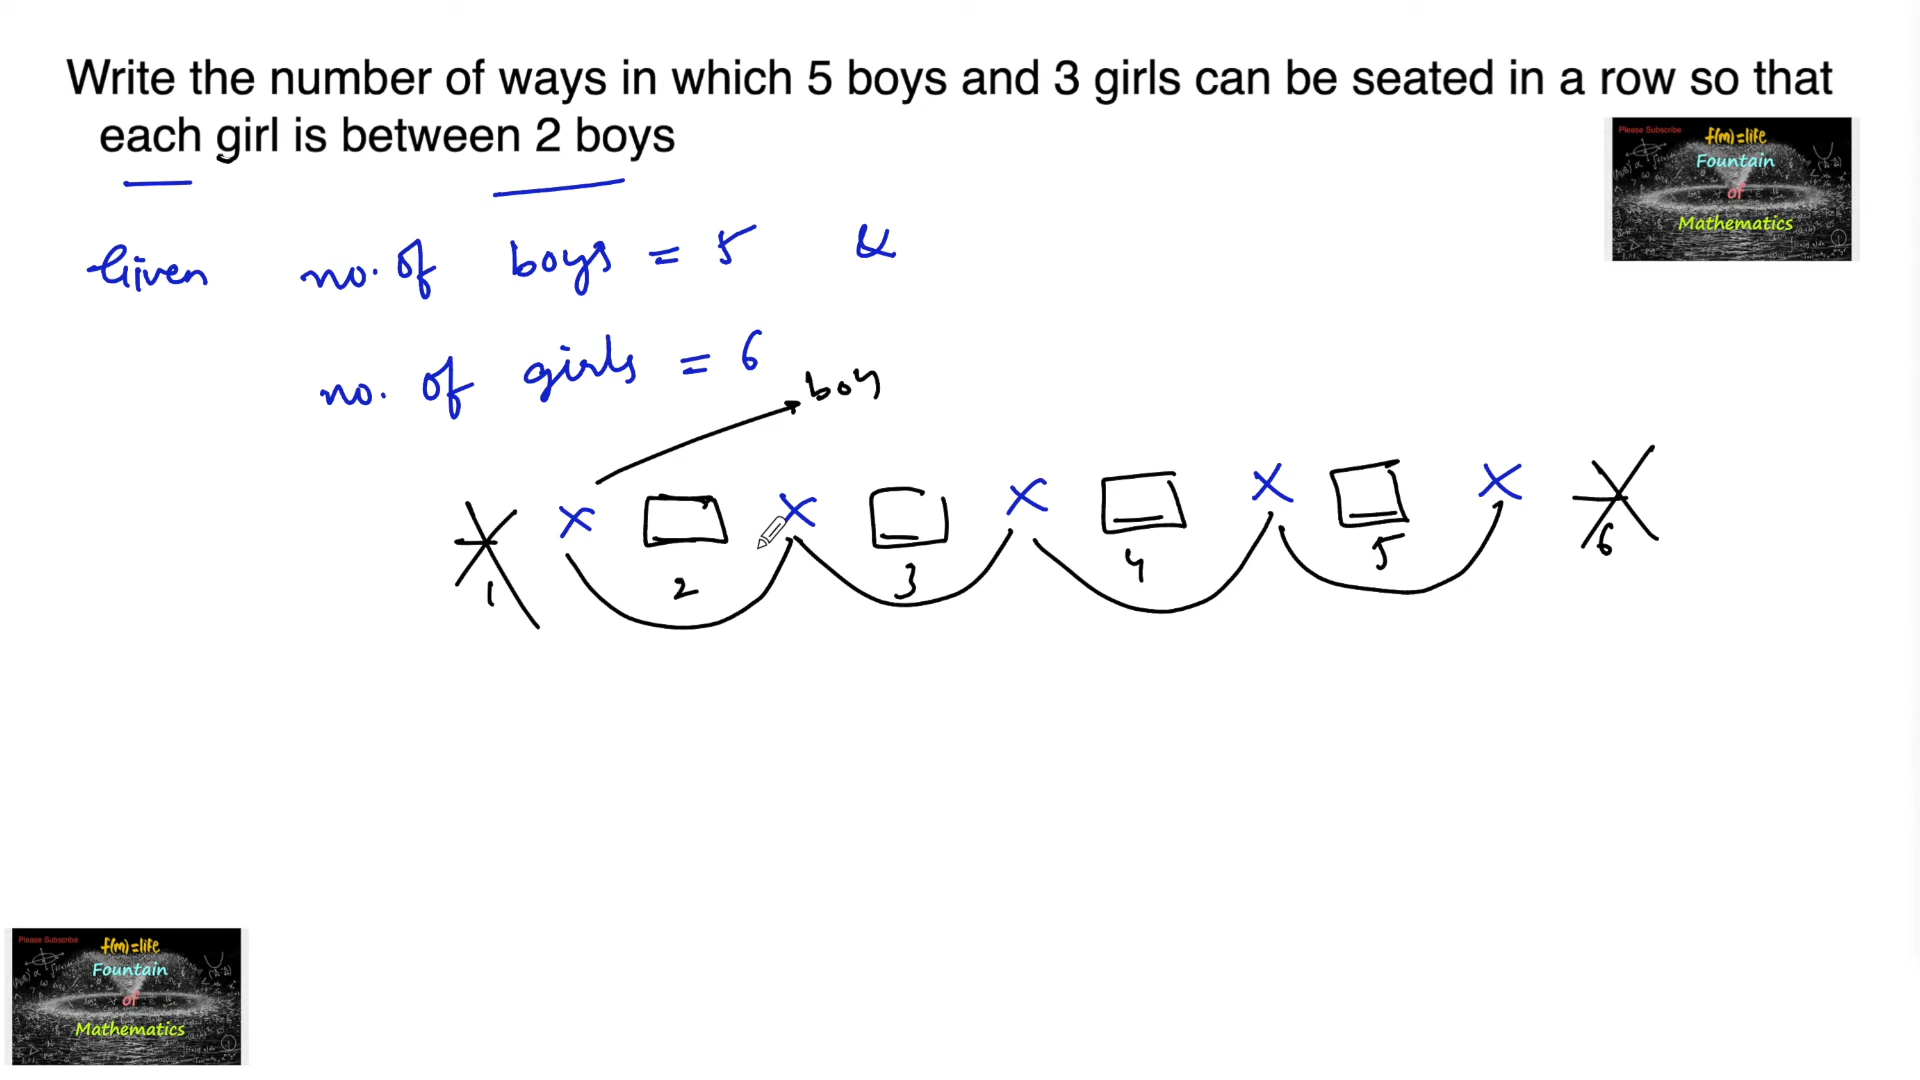 Write the number of ways in which 5 boys and 3 girls can be seated in a row so that
each girl is between 2 boys
Please Subscribe
f(m)=life
Fountain
of
Mathematics
Given no. of boys = 5 &
no. of girls = 6
boy
1 2 3 4 5 6
Please Subscribe
f(m)=life
Fountain
of
Mathematics